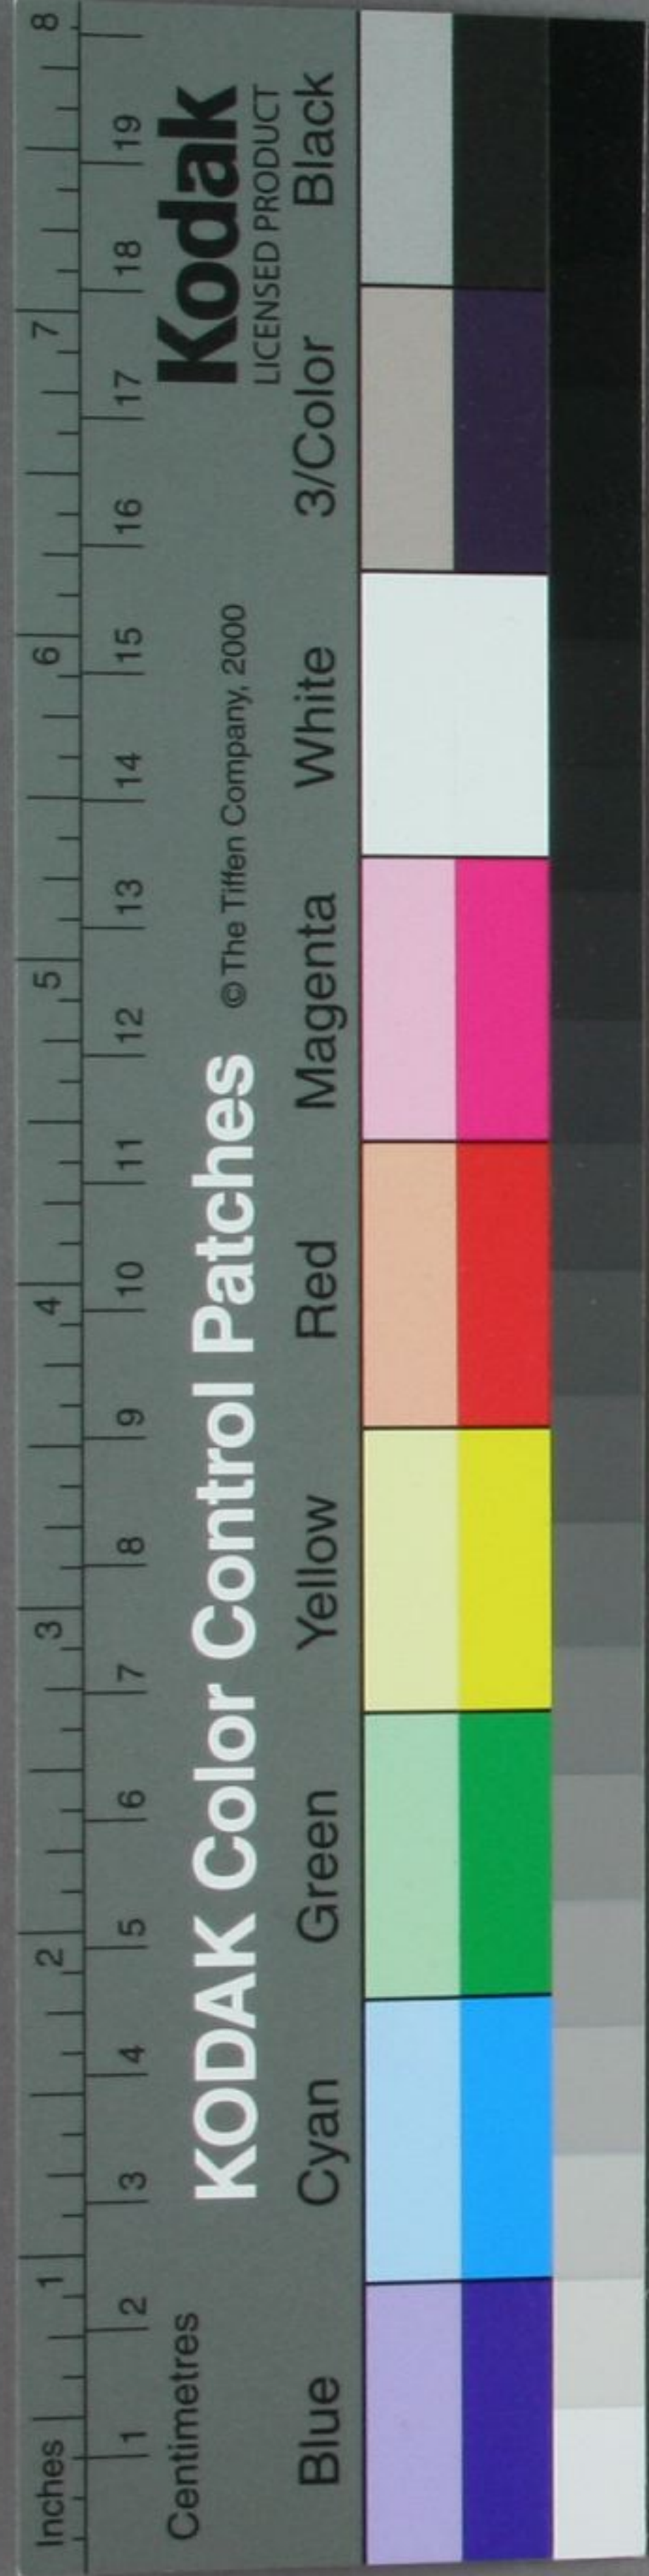 Inches 1 2 3 4 5 6 7 8
1 2 3 4 5 6 7 8 9 10 11 12 13 14 15 16 17 18 19
Centimetres
KODAK Color Control Patches
© The Tiffen Company, 2000
Kodak
LICENSED PRODUCT
Blue Cyan Green Yellow Red Magenta White 3/Color Black